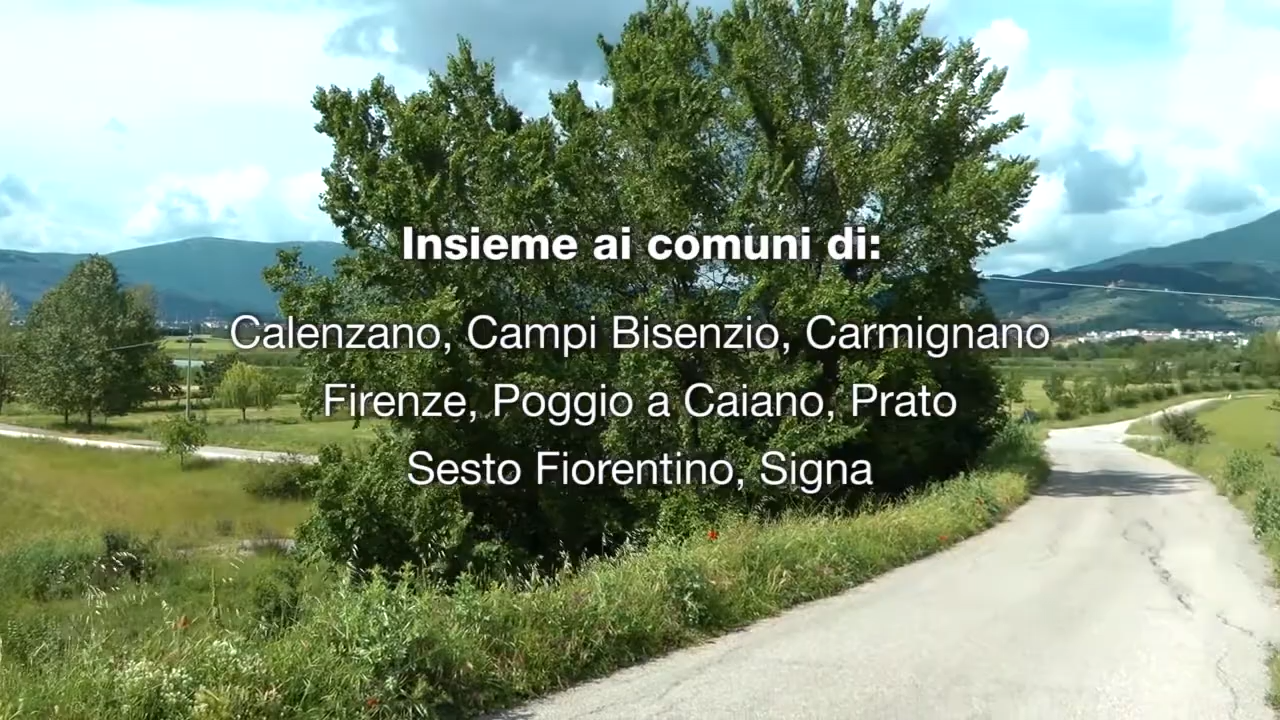 Insieme ai comuni di:
Calenzano, Campi Bisenzio, Carmignano
Firenze, Poggio a Caiano, Prato
Sesto Fiorentino, Signa